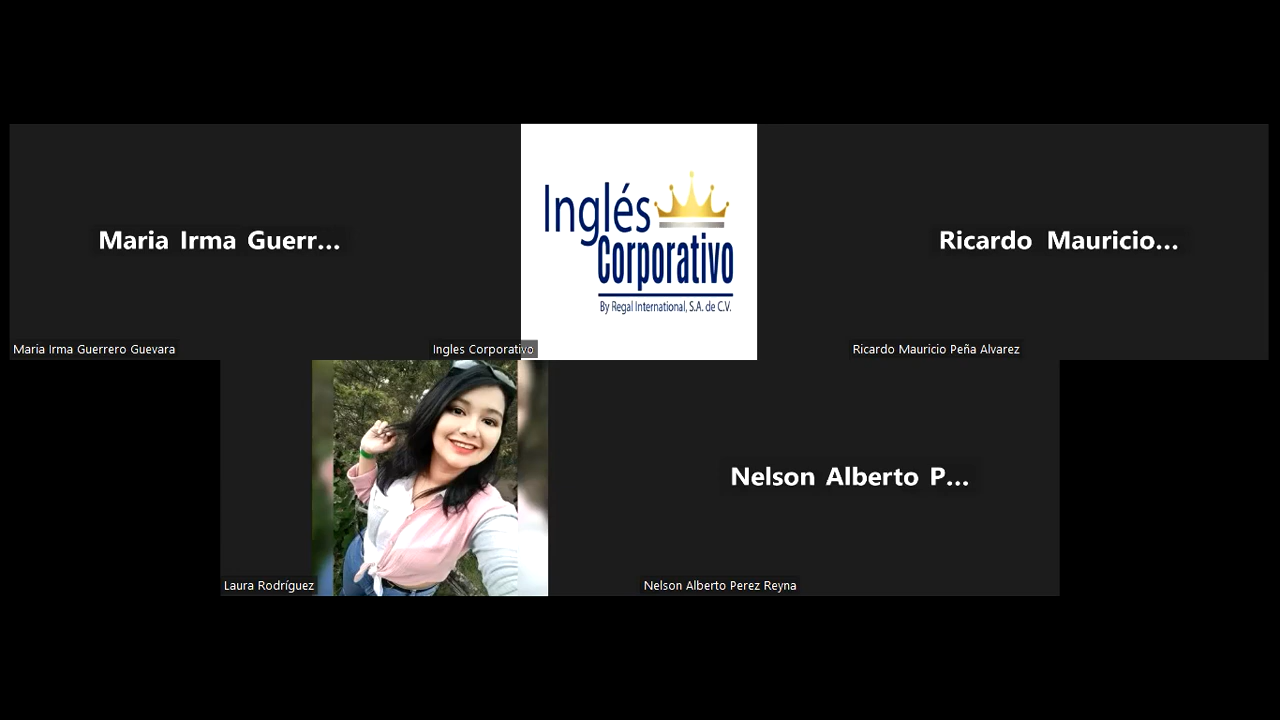 Maria Irma Guerr...
Maria Irma Guerrero Guevara
Inglés
Corporativo
By Regal International, S.A. de C.V.
Ingles Corporativo
Ricardo Mauricio...
Ricardo Mauricio Peña Alvarez
Laura Rodríguez
Nelson Alberto P...
Nelson Alberto Perez Reyna